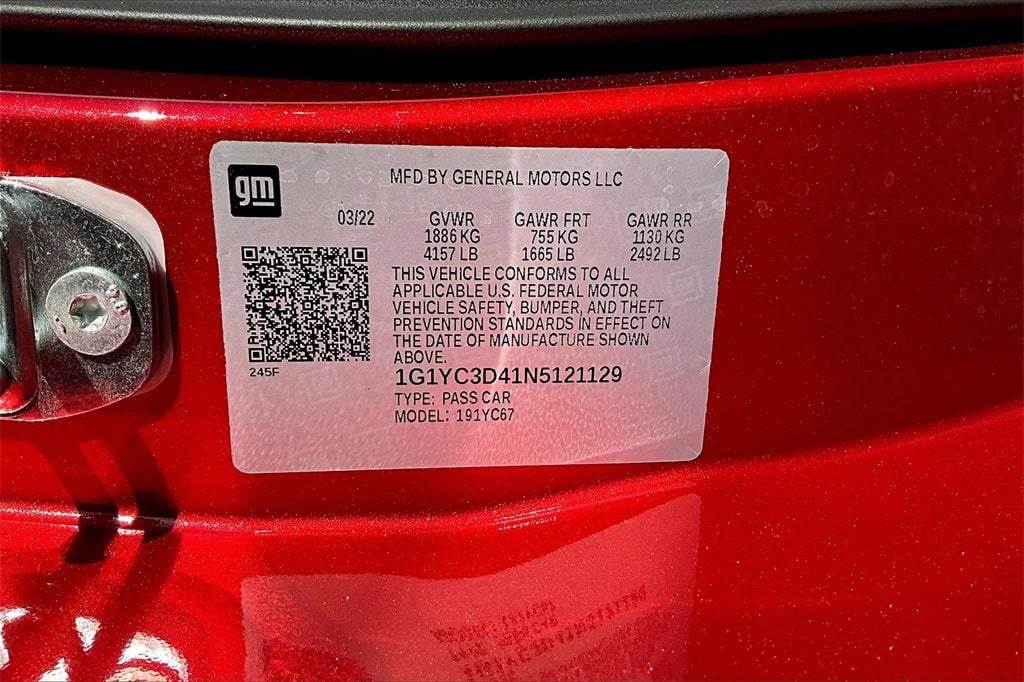 gm
MFD BY GENERAL MOTORS LLC
03/22 GVWR GAWR FRT GAWR RR
1886 KG 755 KG 1130 KG
4157 LB 1665 LB 2492 LB
THIS VEHICLE CONFORMS TO ALL
APPLICABLE U.S. FEDERAL MOTOR
VEHICLE SAFETY, BUMPER, AND THEFT
PREVENTION STANDARDS IN EFFECT ON
THE DATE OF MANUFACTURE SHOWN
ABOVE.
245F
1G1YC3D41N5121129
TYPE: PASS CAR
MODEL: 191YC67